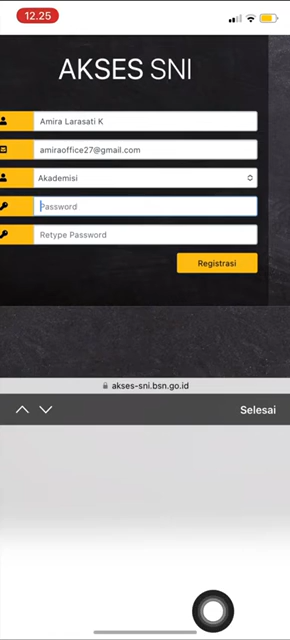 12.25
AKSES SNI
Amira Larasati K
amiraoffice27@gmail.com
Akademisi
Password
Retype Password
Registrasi
akses-sni.bsn.go.id
Selesai